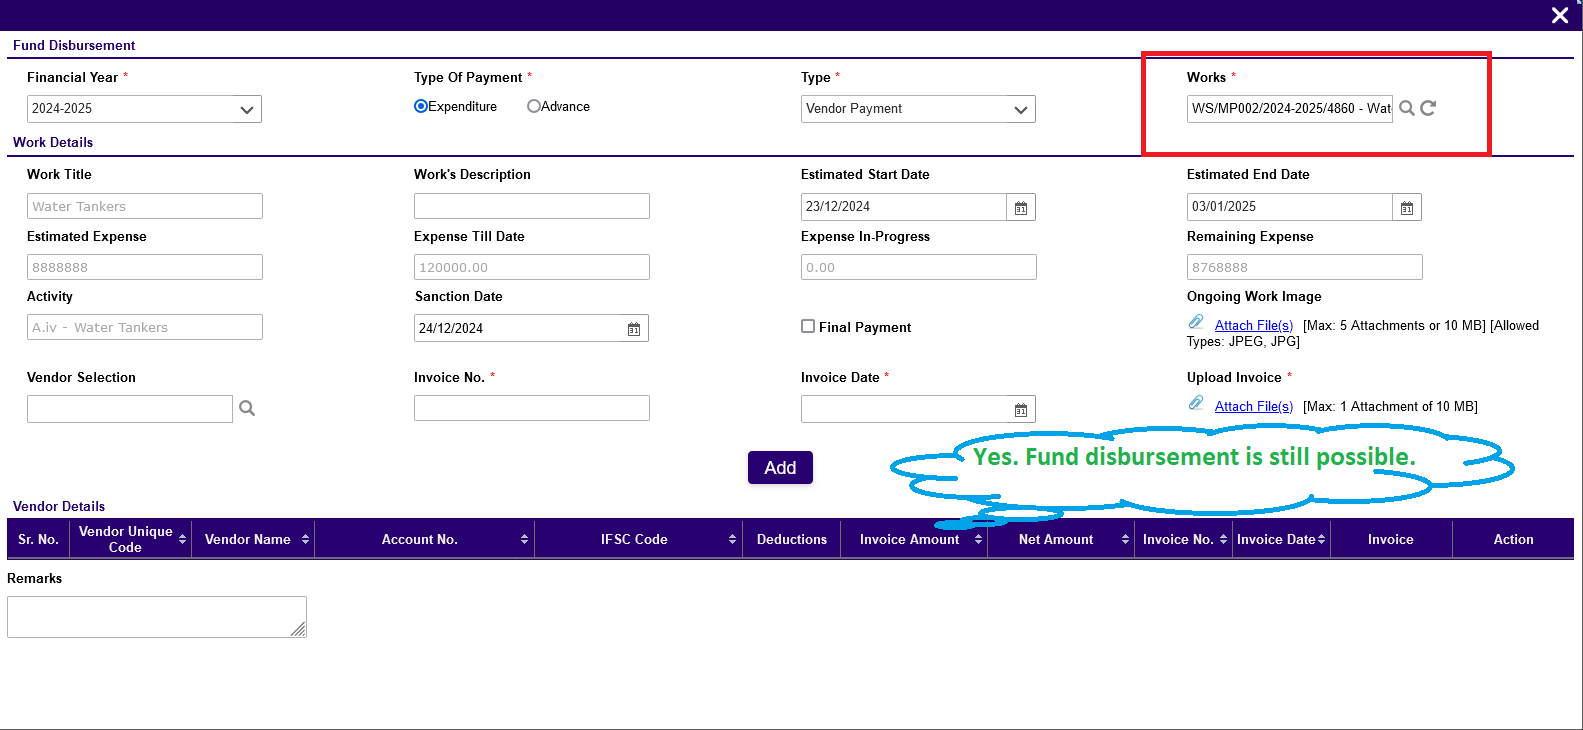 Fund Disbursement
Financial Year *
Type Of Payment *
Type *
Works *
2024-2025
Expenditure
Advance
Vendor Payment
WS/MP002/2024-2025/4860 - Wat
Work Details
Work Title
Work's Description
Estimated Start Date
Estimated End Date
Water Tankers
23/12/2024
03/01/2025
Estimated Expense
Expense Till Date
Expense In-Progress
Remaining Expense
8888888
120000.00
0.00
8768888
Activity
Sanction Date
Ongoing Work Image
A.iv - Water Tankers
24/12/2024
Final Payment
Attach File(s) [Max: 5 Attachments or 10 MB] [Allowed
Types: JPEG, JPG]
Vendor Selection
Invoice No. *
Invoice Date *
Upload Invoice *
Attach File(s) [Max: 1 Attachment of 10 MB]
Add
Yes. Fund disbursement is still possible.
Vendor Details
Sr. No.
Vendor Unique
Code
Vendor Name
Account No.
IFSC Code
Deductions
Invoice Amount
Net Amount
Invoice No.
Invoice Date
Invoice
Action
Remarks